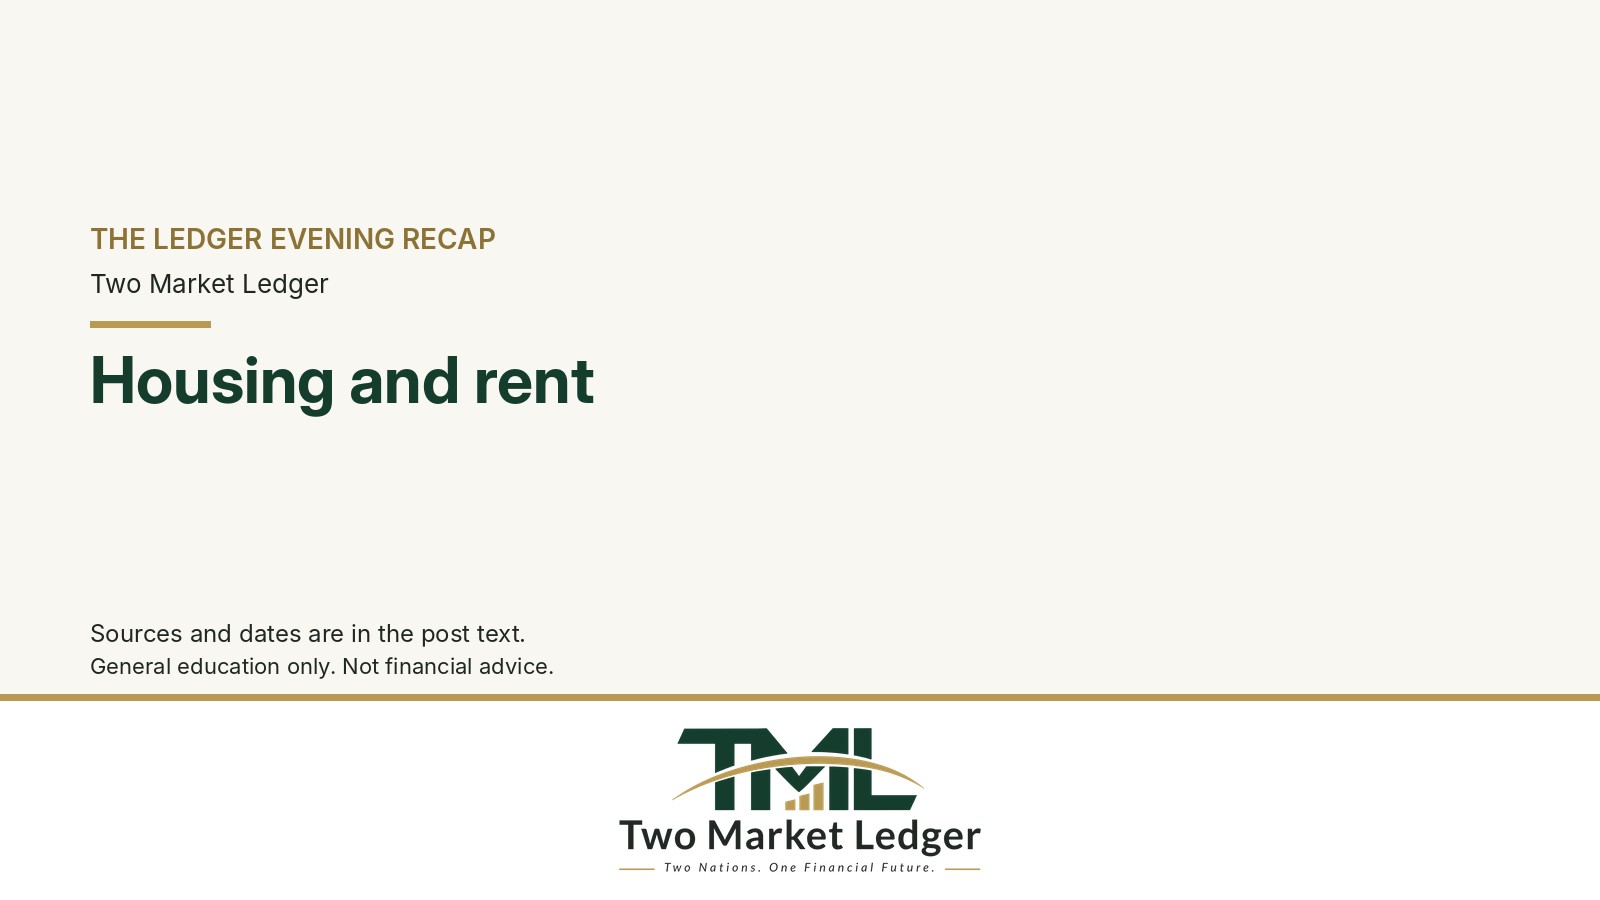 THE LEDGER EVENING RECAP
Two Market Ledger
Housing and rent
Sources and dates are in the post text.
General education only. Not financial advice.
TML
Two Market Ledger
Two Nations. One Financial Future.